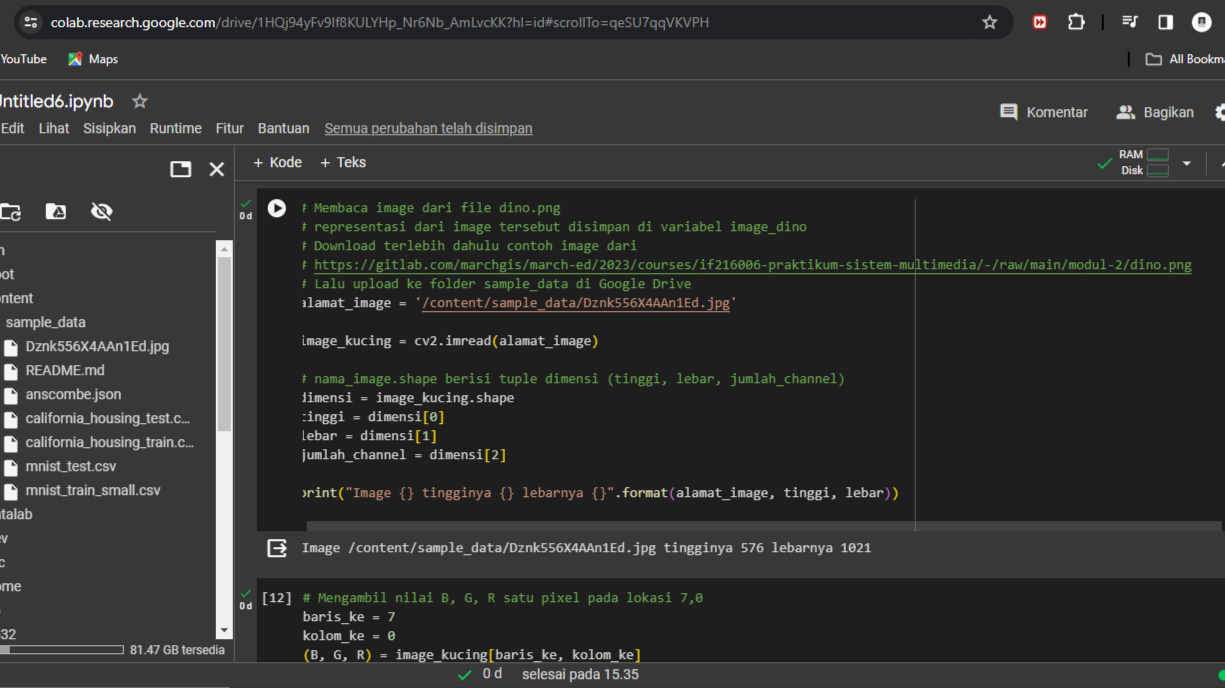 colab.research.google.com/drive/1HQj94yFv9If8KULYHp_Nr6Nb_AmLvcKK?hl=id#scrollTo=qeSU7qqVKVPH
YouTube Maps All Bookma
Untitled6.ipynb
Edit Lihat Sisipkan Runtime Fitur Bantuan Semua perubahan telah disimpan
Komentar Bagikan
+ Kode + Teks
RAM
Disk
ot
ntent
sample_data
Dznk556X4AAn1Ed.jpg
README.md
anscombe.json
california_housing_test.c...
california_housing_train.c...
mnist_test.csv
mnist_train_small.csv
talab
v
c
ome
32
81.47 GB tersedia
0 d
# Membaca image dari file dino.png
# representasi dari image tersebut disimpan di variabel image_dino
# Download terlebih dahulu contoh image dari
# https://gitlab.com/marchgis/march-ed/2023/courses/if216006-praktikum-sistem-multimedia/-/raw/main/modul-2/dino.png
# Lalu upload ke folder sample_data di Google Drive
alamat_image = '/content/sample_data/Dznk556X4AAn1Ed.jpg'
image_kucing = cv2.imread(alamat_image)
# nama_image.shape berisi tuple dimensi (tinggi, lebar, jumlah_channel)
dimensi = image_kucing.shape
tinggi = dimensi[0]
lebar = dimensi[1]
jumlah_channel = dimensi[2]
print("Image {} tingginya {} lebarnya {}".format(alamat_image, tinggi, lebar))
Image /content/sample_data/Dznk556X4AAn1Ed.jpg tingginya 576 lebarnya 1021
0 d
[12] # Mengambil nilai B, G, R satu pixel pada lokasi 7,0
baris_ke = 7
kolom_ke = 0
(B, G, R) = image_kucing[baris_ke, kolom_ke]
0 d selesai pada 15.35